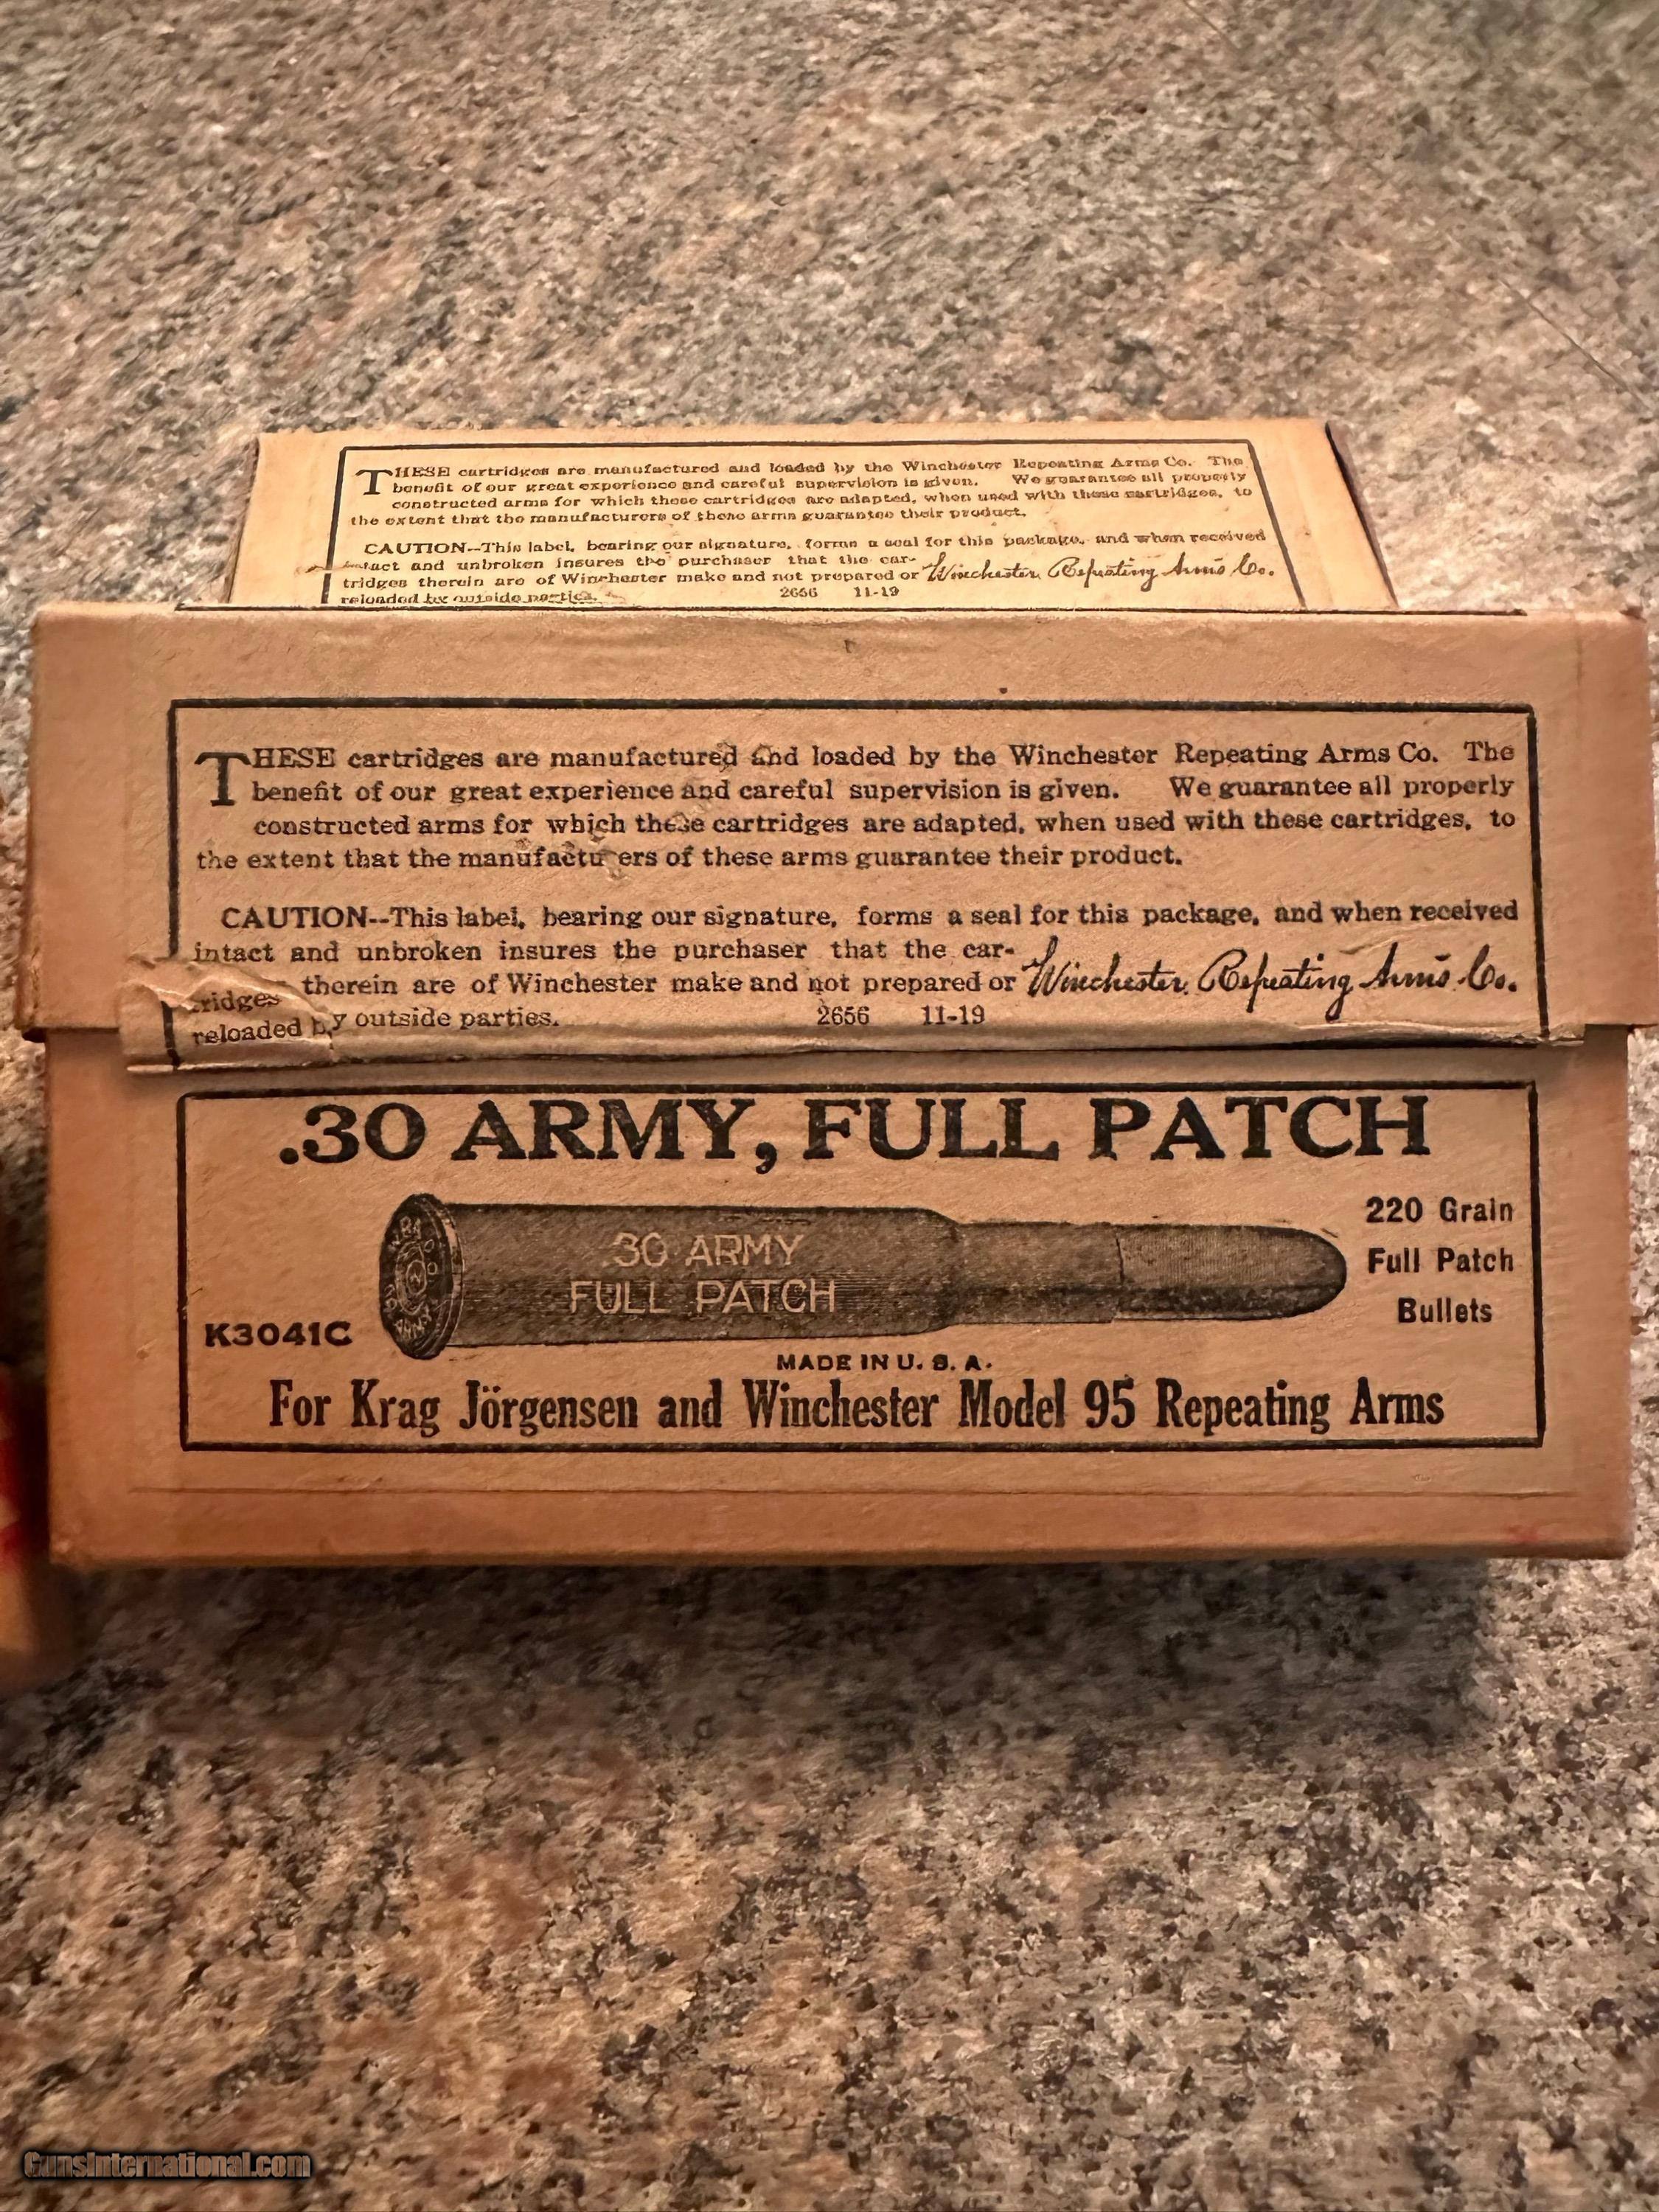 THESE cartridges are manufactured and loaded by the Winchester Repeating Arms Co. The
benefit of our great experience and careful supervision is given. We guarantee all properly
constructed arms for which these cartridges are adapted, when used with these cartridges, to
the extent that the manufacturers of these arms guarantee their product.
CAUTION--This label, bearing our signature, forms a seal for this package, and when received
intact and unbroken insures the purchaser that the car-
tridges therein are of Winchester make and not prepared or Winchester Repeating Arms Co.
reloaded by outside parties. 2656 11-19
THESE cartridges are manufactured and loaded by the Winchester Repeating Arms Co. The
benefit of our great experience and careful supervision is given. We guarantee all properly
constructed arms for which these cartridges are adapted, when used with these cartridges, to
the extent that the manufacturers of these arms guarantee their product.
CAUTION--This label, bearing our signature, forms a seal for this package, and when received
intact and unbroken insures the purchaser that the car-
ridges therein are of Winchester make and not prepared or Winchester Repeating Arms Co.
reloaded by outside parties. 2656 11-19
.30 ARMY, FULL PATCH
220 Grain
Full Patch
Bullets
.30 ARMY
FULL PATCH
K3041C
MADE IN U. S. A.
For Krag Jörgensen and Winchester Model 95 Repeating Arms
GunsInternational.com